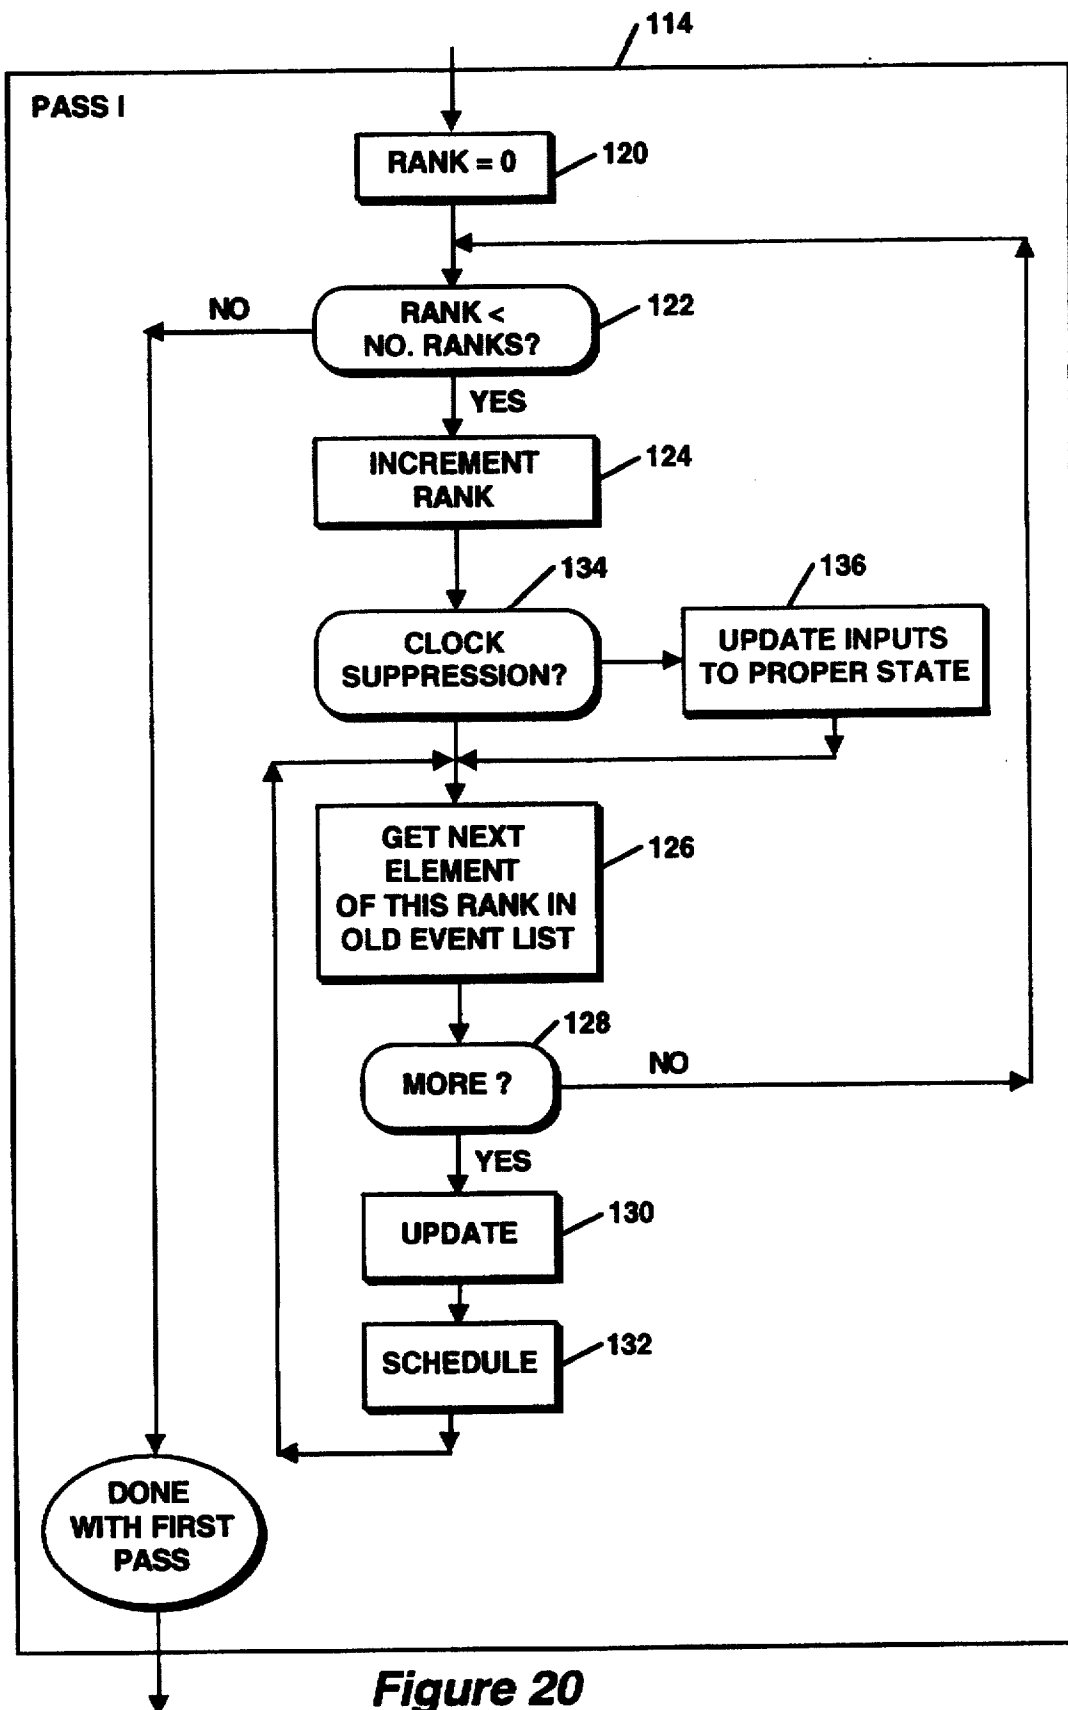 114
PASS I
RANK = 0
120
NO
RANK <
NO. RANKS?
122
YES
INCREMENT
RANK
124
134
136
CLOCK
SUPPRESSION?
UPDATE INPUTS
TO PROPER STATE
GET NEXT
ELEMENT
OF THIS RANK IN
OLD EVENT LIST
126
128
MORE ?
NO
YES
UPDATE
130
SCHEDULE
132
DONE
WITH FIRST
PASS
Figure 20